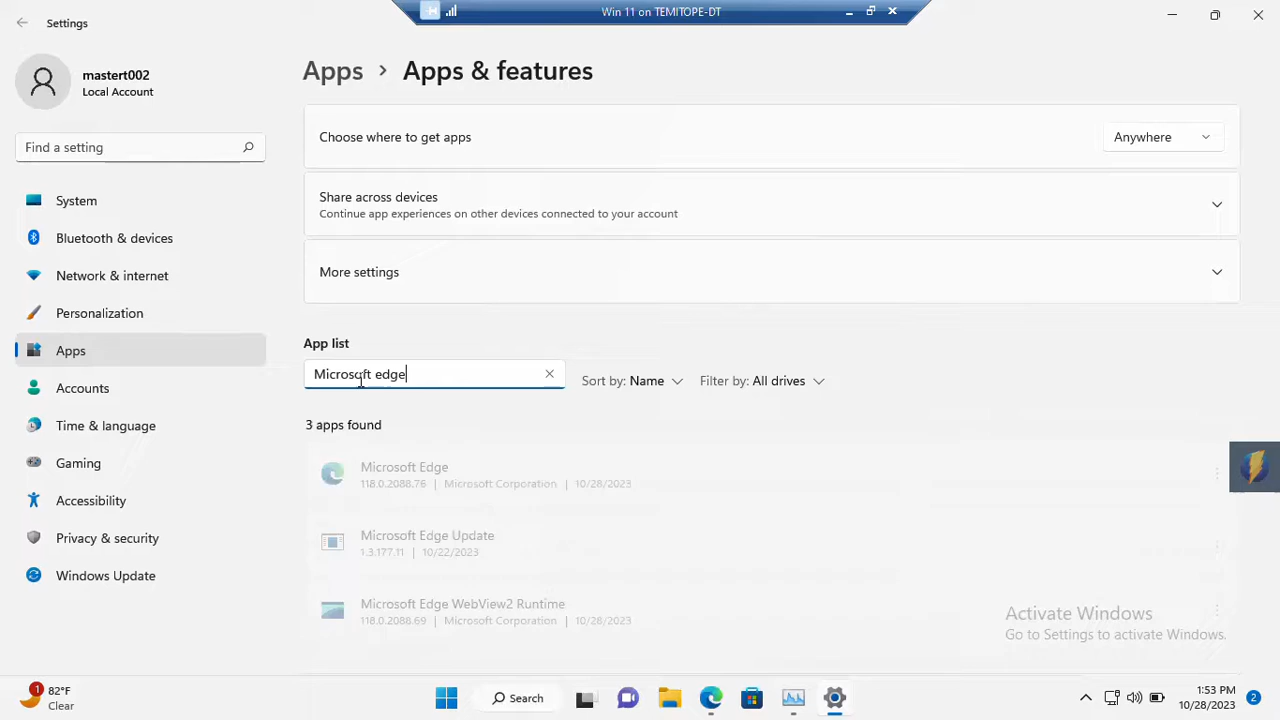 Settings
Win 11 on TEMITOPE-DT
mastert002
Local Account
Find a setting
System
Bluetooth & devices
Network & internet
Personalization
Apps
Accounts
Time & language
Gaming
Accessibility
Privacy & security
Windows Update
Apps > Apps & features
Choose where to get apps
Anywhere
Share across devices
Continue app experiences on other devices connected to your account
More settings
App list
Microsoft edge
Sort by: Name
Filter by: All drives
3 apps found
Microsoft Edge
118.0.2088.76 | Microsoft Corporation | 10/28/2023
Microsoft Edge Update
1.3.177.11 | 10/22/2023
Microsoft Edge WebView2 Runtime
118.0.2088.69 | Microsoft Corporation | 10/28/2023
Activate Windows
Go to Settings to activate Windows.
1
82°F
Clear
Search
1:53 PM
10/28/2023
2